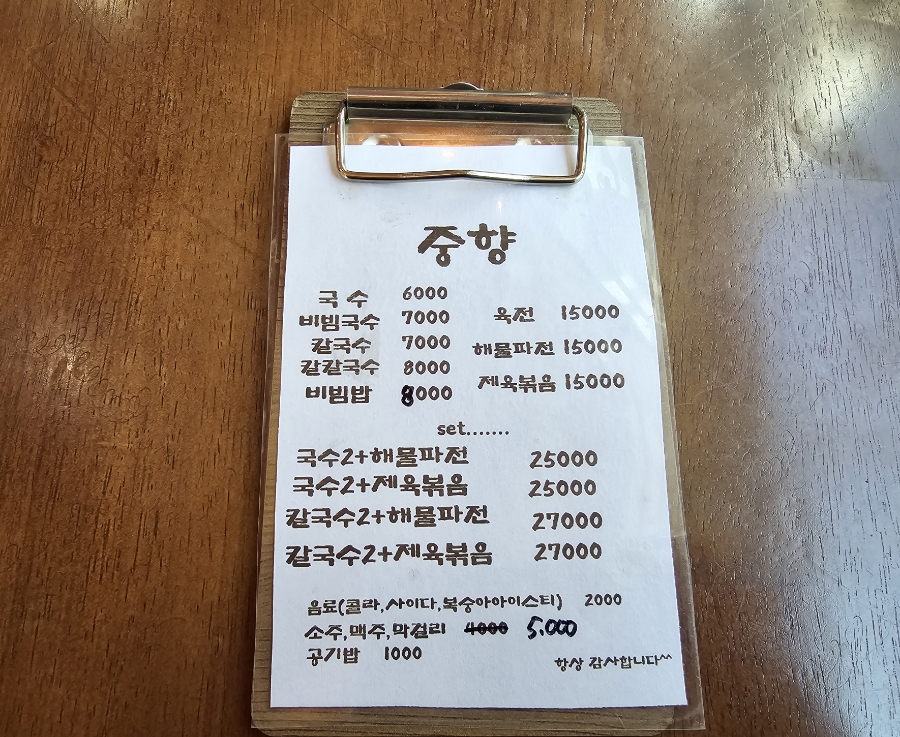 중향
국수 6000
비빔국수 7000
칼국수 7000
칼칼국수 8000
비빔밥 8000
육전 15000
해물파전 15000
제육볶음 15000
set.......
국수2+해물파전 25000
국수2+제육볶음 25000
칼국수2+해물파전 27000
칼국수2+제육볶음 27000
음료(콜라,사이다,복숭아아이스티) 2000
소주,맥주,막걸리 4000 5,000
공기밥 1000
항상 감사합니다^^